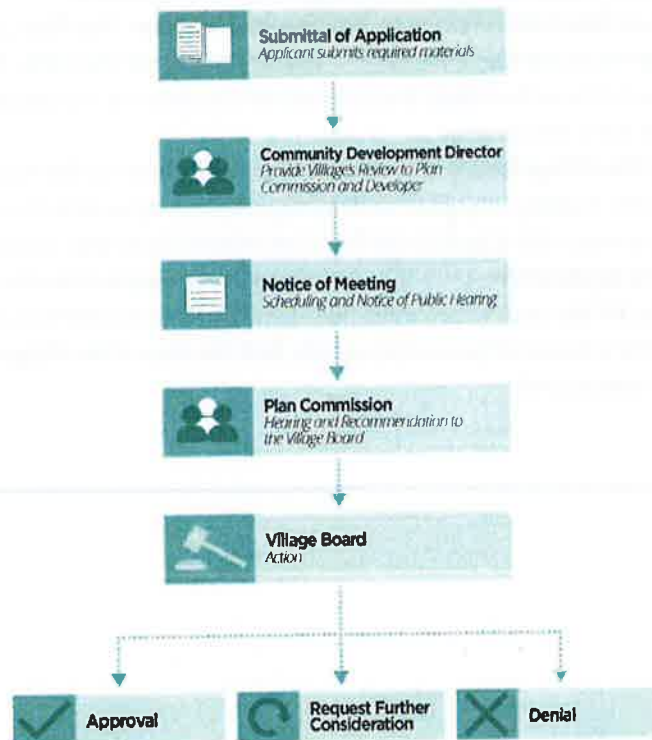 Submittal of Application
Applicant submits required materials
Community Development Director
Provide Village's Review to Plan
Commission and Developer
Notice of Meeting
Scheduling and Notice of Public Hearing
Plan Commission
Hearing and Recommendation to
the Village Board
Village Board
Action
Approval
Request Further
Consideration
Denial